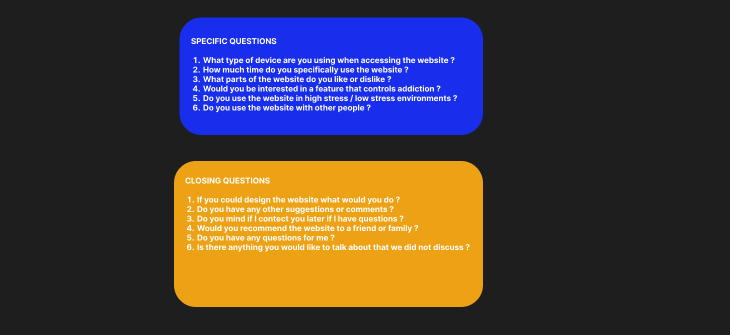 SPECIFIC QUESTIONS
1. What type of device are you using when accessing the website ?
2. How much time do you specifically use the website ?
3. What parts of the website do you like or dislike ?
4. Would you be interested in a feature that controls addiction ?
5. Do you use the website in high stress / low stress environments ?
6. Do you use the website with other people ?
CLOSING QUESTIONS
1. If you could design the website what would you do ?
2. Do you have any other suggestions or comments ?
3. Do you mind if I contect you later if I have questions ?
4. Would you recommend the website to a friend or family ?
5. Do you have any questions for me ?
6. Is there anything you would like to talk about that we did not discuss ?